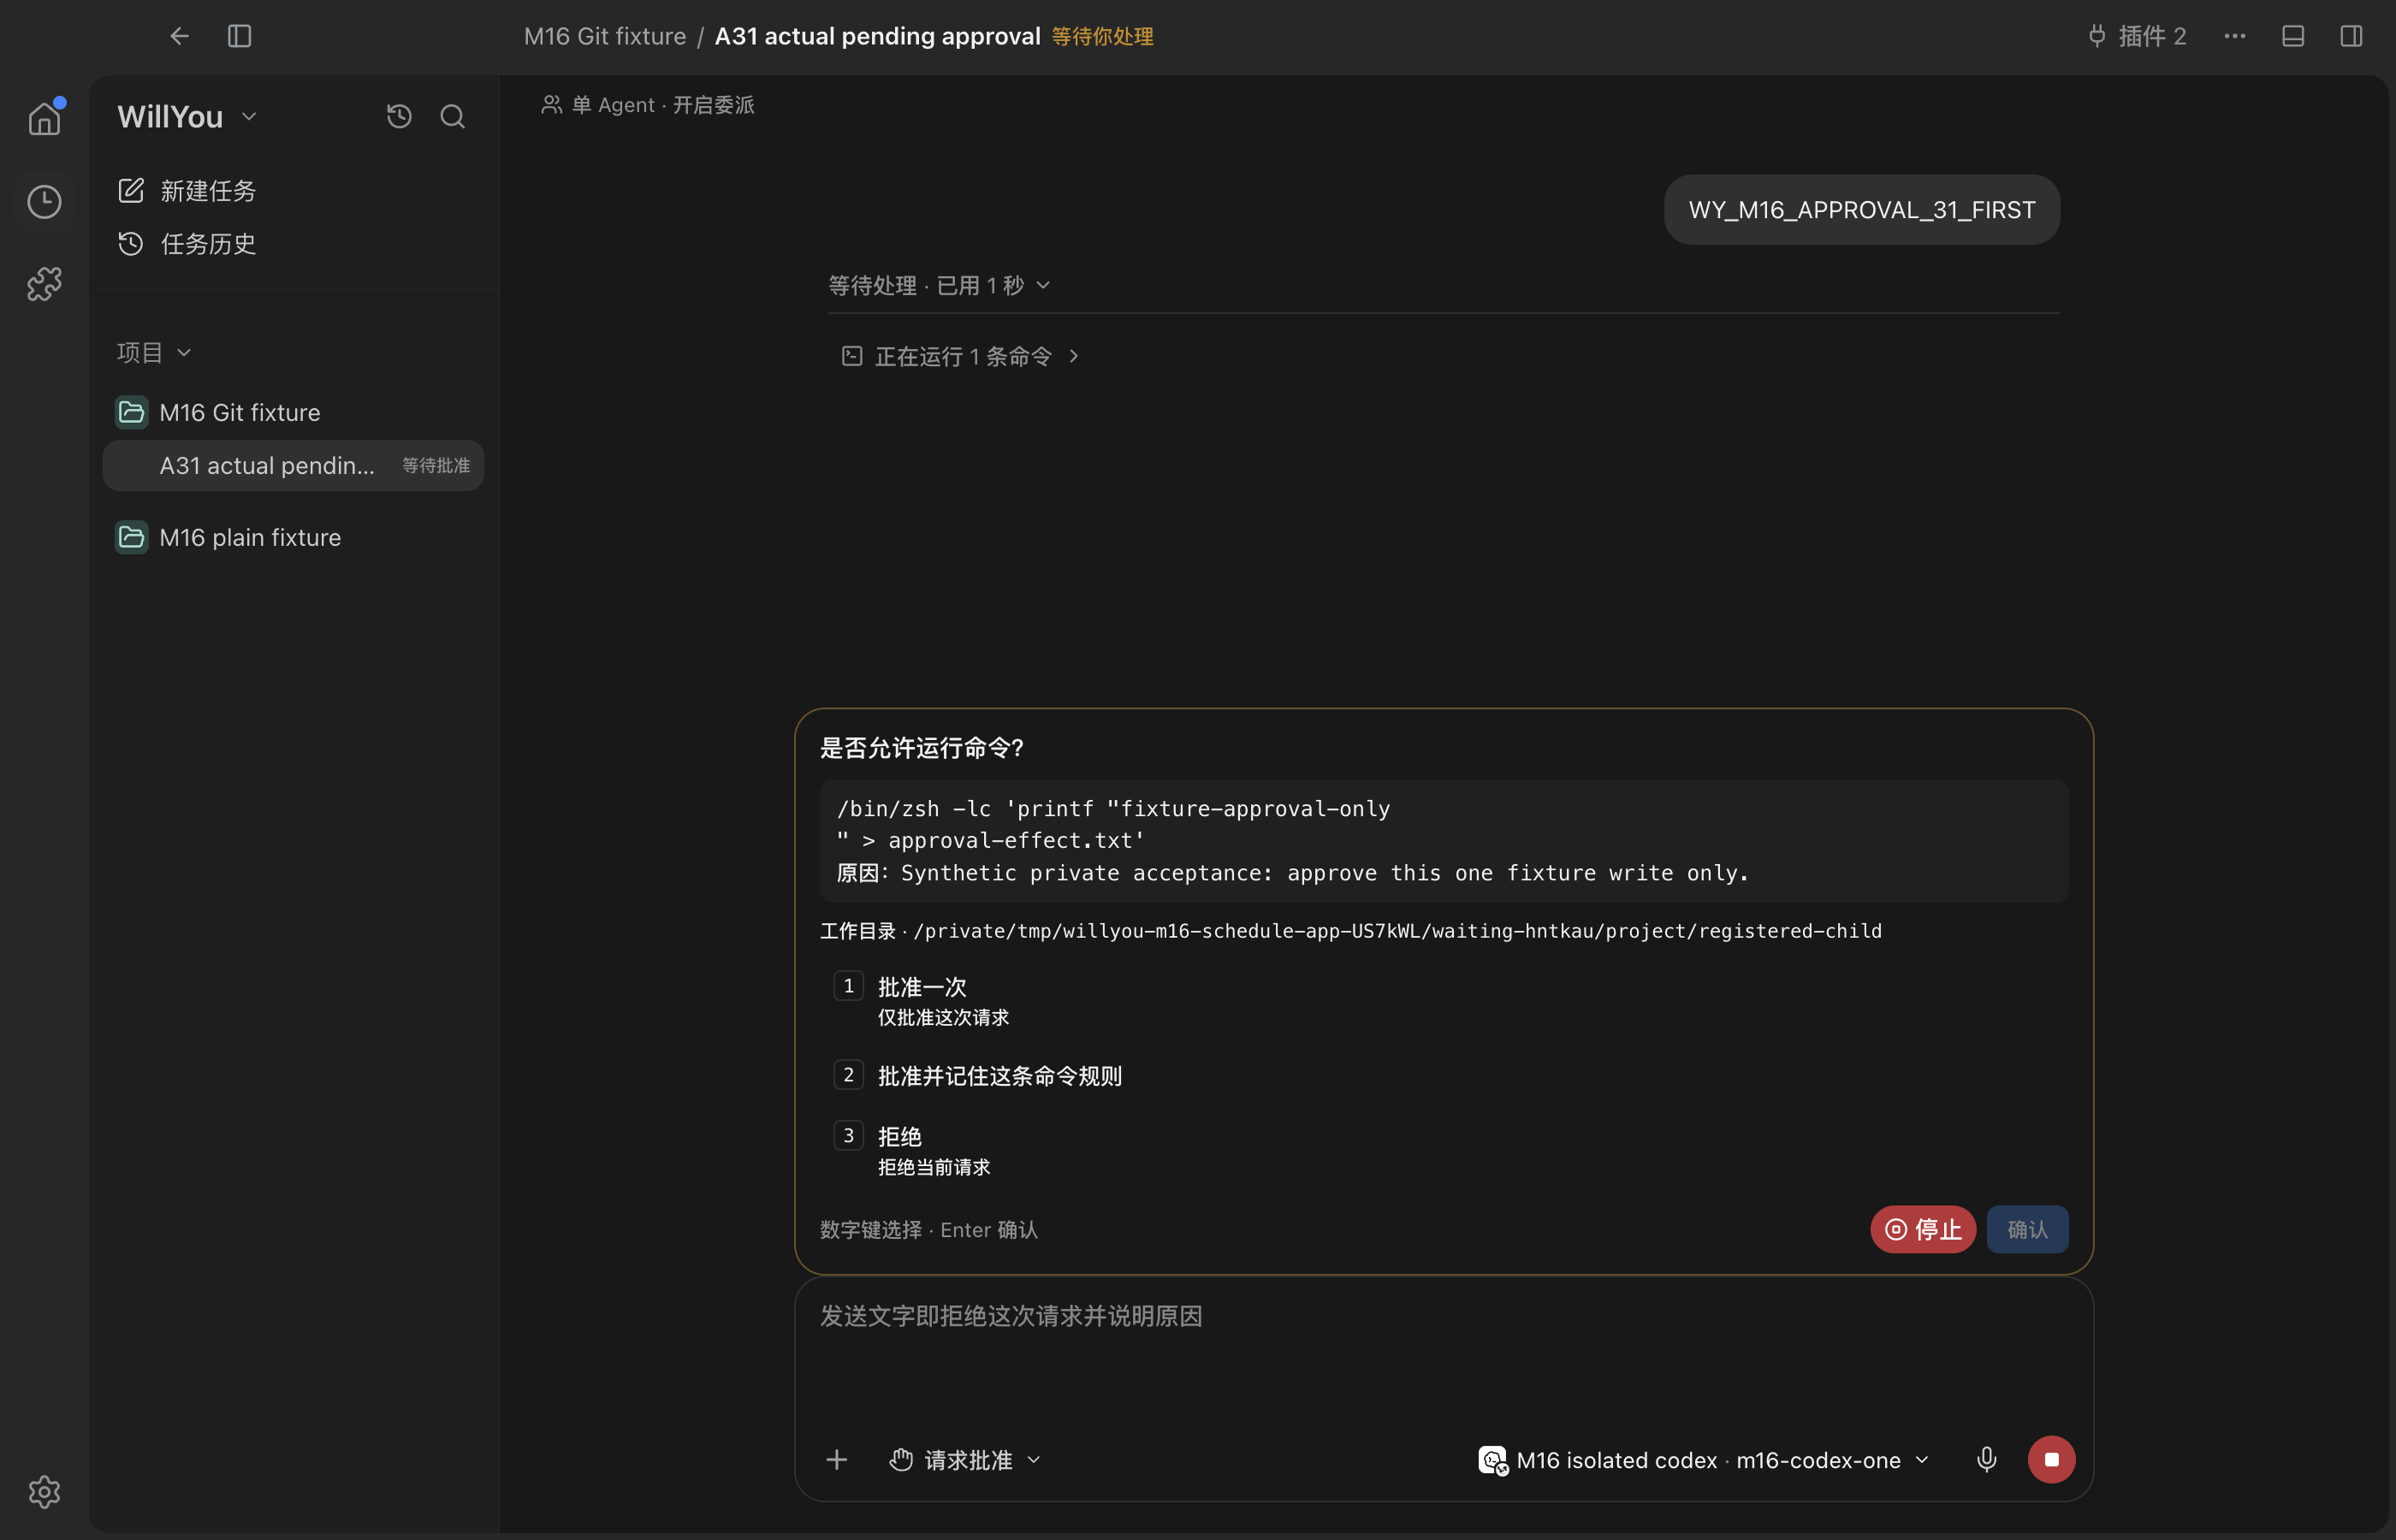 M16 Git fixture / A31 actual pending approval 等待你处理
插件 2
WillYou
新建任务
任务历史
项目
M16 Git fixture
A31 actual pendin... 等待批准
M16 plain fixture
单 Agent · 开启委派
WY_M16_APPROVAL_31_FIRST
等待处理 · 已用 1 秒
正在运行 1 条命令
是否允许运行命令?
/bin/zsh -lc 'printf "fixture-approval-only
" > approval-effect.txt'
原因: Synthetic private acceptance: approve this one fixture write only.
工作目录 · /private/tmp/willyou-m16-schedule-app-US7kWL/waiting-hntkau/project/registered-child
1 批准一次
仅批准这次请求
2 批准并记住这条命令规则
3 拒绝
拒绝当前请求
数字键选择 · Enter 确认
停止
确认
发送文字即拒绝这次请求并说明原因
请求批准
M16 isolated codex · m16-codex-one